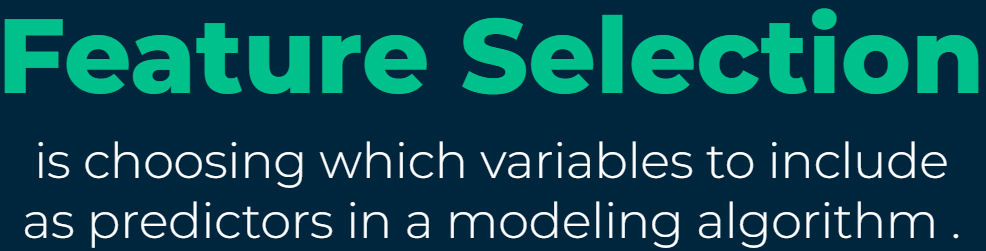 Feature Selection
is choosing which variables to include
as predictors in a modeling algorithm .